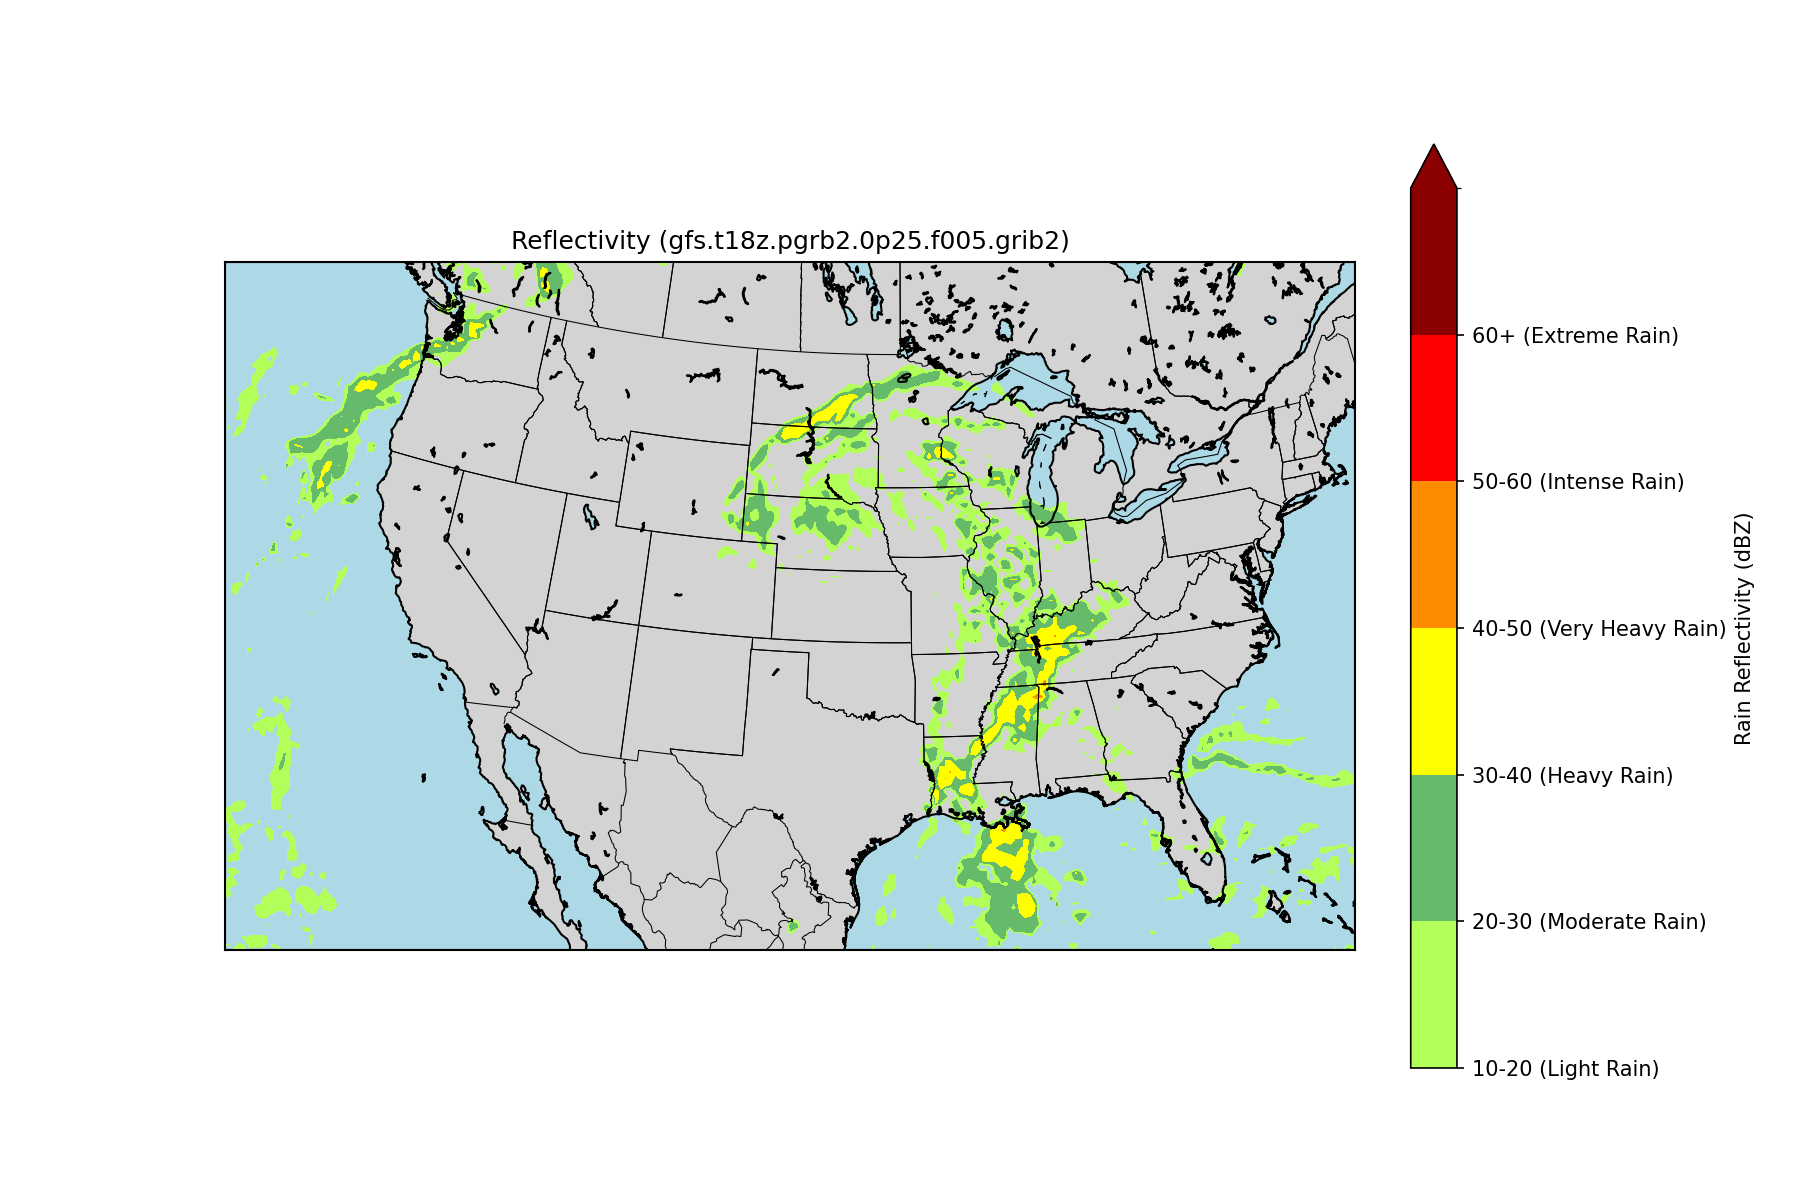 Reflectivity (gfs.t18z.pgrb2.0p25.f005.grib2)
60+ (Extreme Rain)
50-60 (Intense Rain)
40-50 (Very Heavy Rain)
30-40 (Heavy Rain)
20-30 (Moderate Rain)
10-20 (Light Rain)
Rain Reflectivity (dBZ)